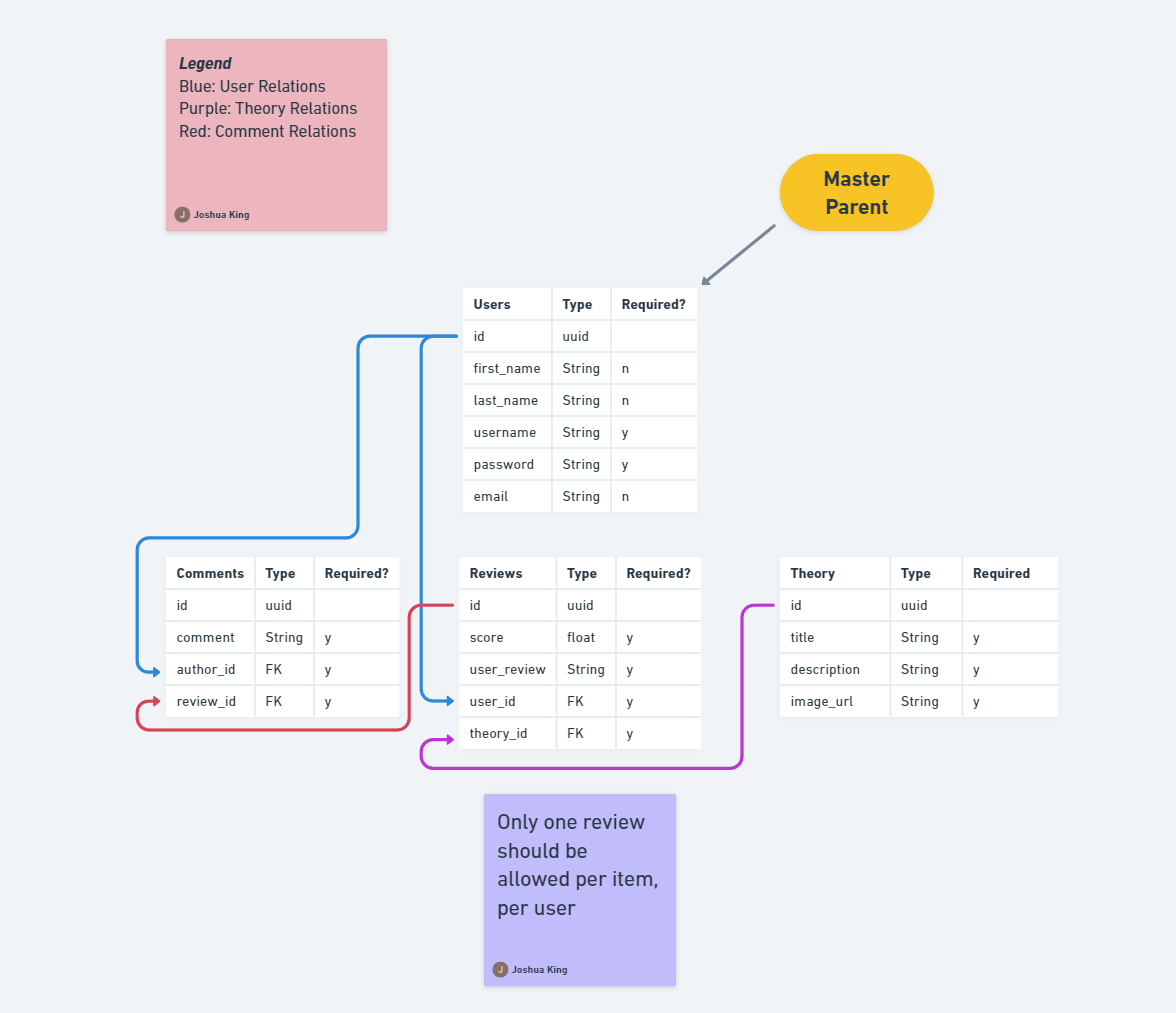 Legend
Blue: User Relations
Purple: Theory Relations
Red: Comment Relations
J Joshua King
Master
Parent
Users Type Required?
id uuid
first_name String n
last_name String n
username String y
password String y
email String n
Comments Type Required?
id uuid
comment String y
author_id FK y
review_id FK y
Reviews Type Required?
id uuid
score float y
user_review String y
user_id FK y
theory_id FK y
Theory Type Required
id uuid
title String y
description String y
image_url String y
Only one review
should be
allowed per item,
per user
J Joshua King